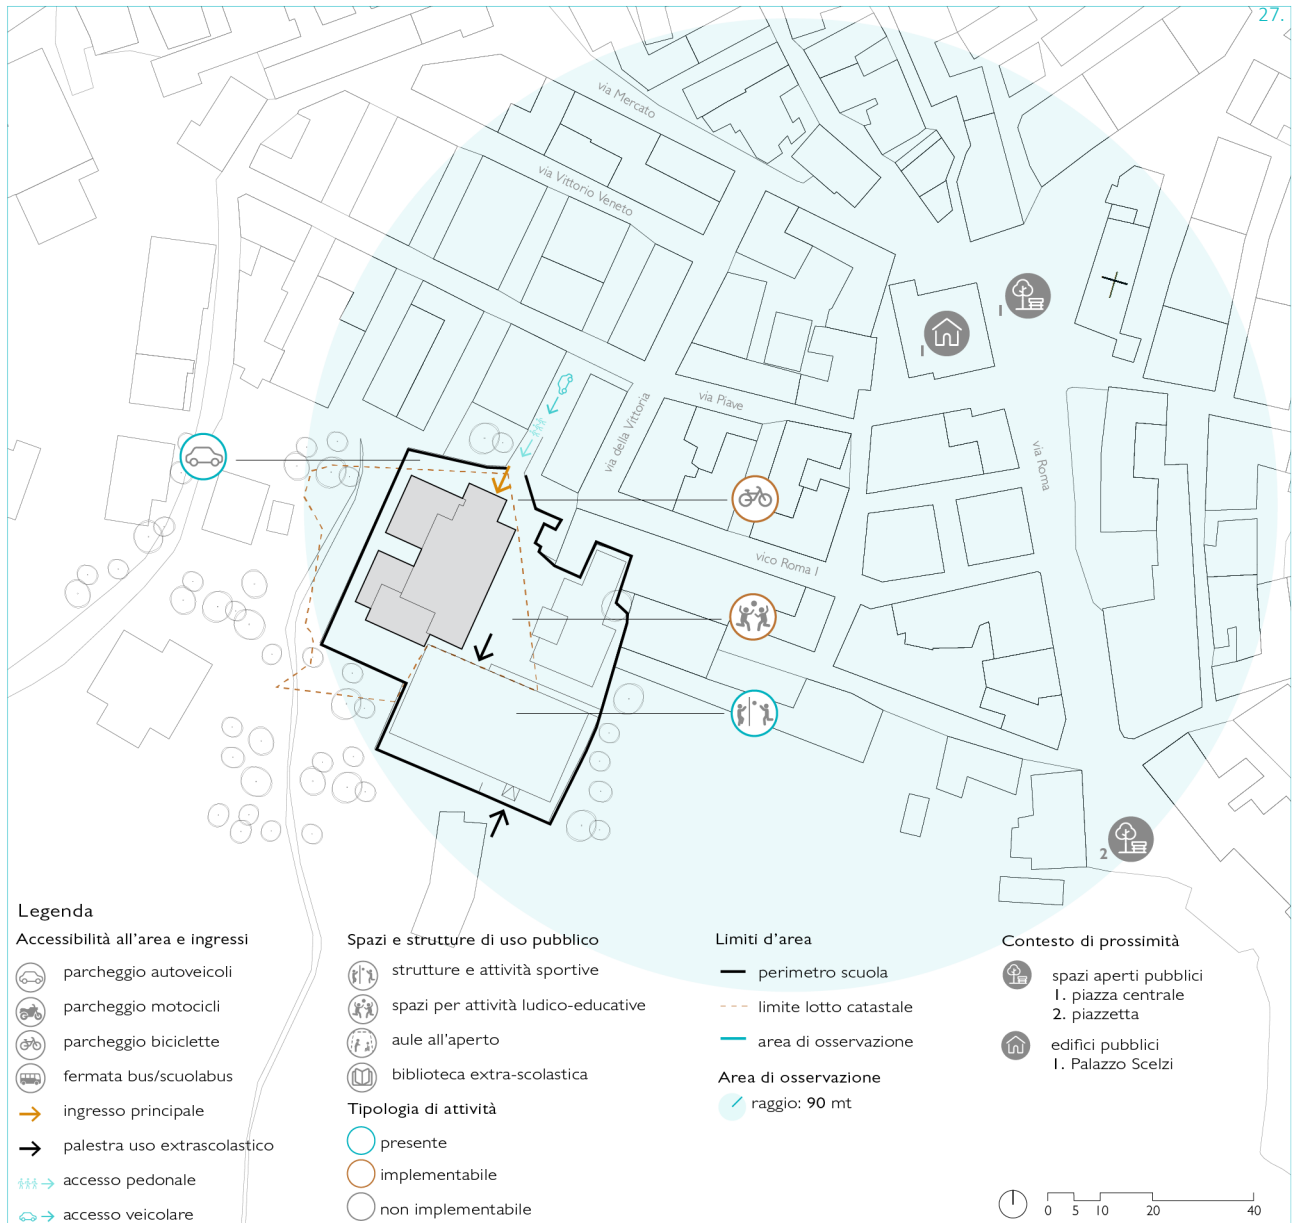 27.
via Mercato
via Vittorio Veneto
1
1
via della Vittoria
via Piave
via Roma
vico Roma I
2
Legenda
Accessibilità all'area e ingressi
parcheggio autoveicoli
parcheggio motocicli
parcheggio biciclette
fermata bus/scuolabus
ingresso principale
palestra uso extrascolastico
accesso pedonale
accesso veicolare
Spazi e strutture di uso pubblico
strutture e attività sportive
spazi per attività ludico-educative
aule all'aperto
biblioteca extra-scolastica
Tipologia di attività
presente
implementabile
non implementabile
Limiti d'area
perimetro scuola
limite lotto catastale
area di osservazione
Area di osservazione
raggio: 90 mt
Contesto di prossimità
spazi aperti pubblici
1. piazza centrale
2. piazzetta
edifici pubblici
1. Palazzo Scelzi
0 5 10 20 40